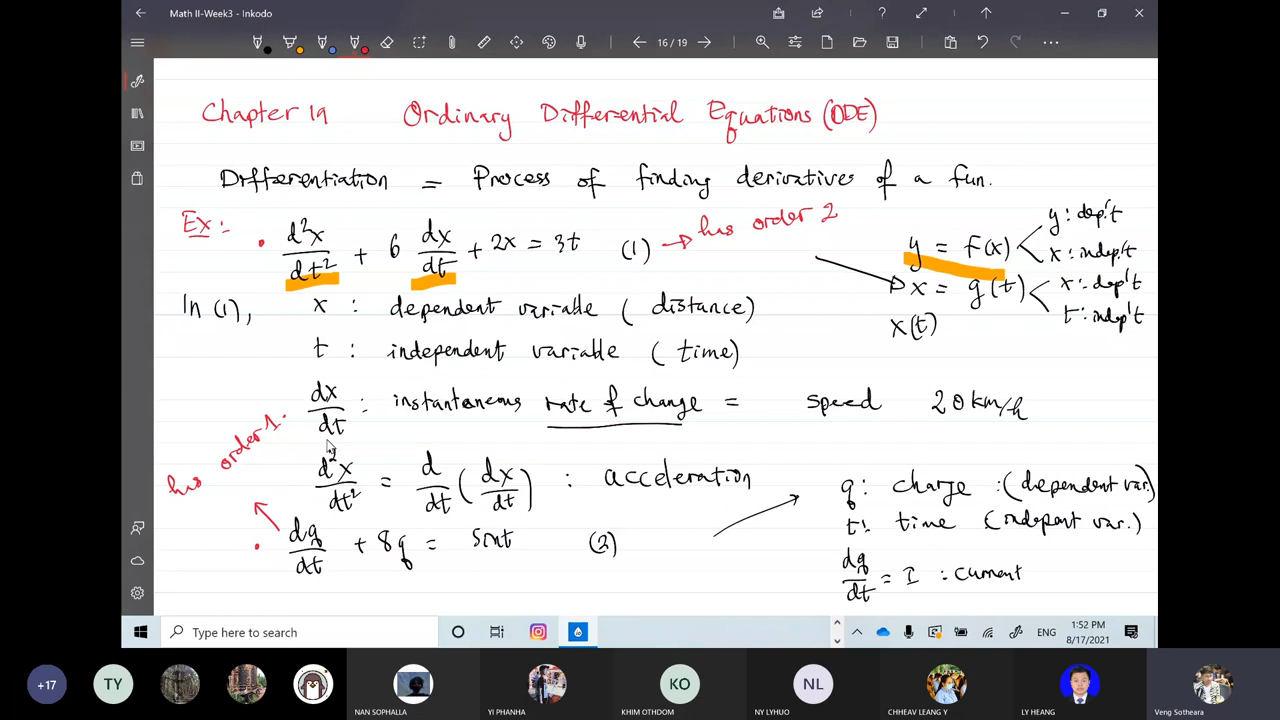 Math II-Week3 - Inkodo
16 / 19
Chapter 19 Ordinary Differential Equations (ODE)
Differentiation = Process of finding derivatives of a fun.
Ex:
• d²x/dt² + 6 dx/dt + 2x = 3t (1) → has order 2
y = f(x)
y: dep't
x: indep't
x = g(t)
x: dep't
t: indep't
x(t)
In (1), x : dependent variable (distance)
t : independent variable (time)
dx/dt : instantaneous rate of change = speed 20 km/h
has order 1.
d²x/dt² = d/dt (dx/dt) : acceleration
• dq/dt + 8q = sint (2)
q: charge :(dependent var.)
t: time (indepant var.)
dq/dt = I : current
Type here to search
ENG
1:52 PM
8/17/2021
+17
TY
NAN SOPHALLA
YI PHANHA
KO
KHIM OTHDOM
NL
NY LYHUO
CHHEAV LEANG Y
LY HEANG
Veng Sotheara